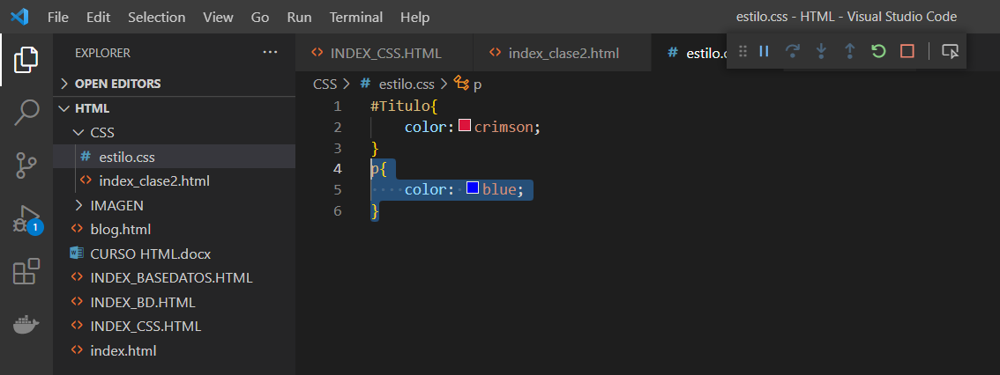 File Edit Selection View Go Run Terminal Help estilo.css - HTML - Visual Studio Code
EXPLORER ...
INDEX_CSS.HTML index_clase2.html estilo.c
OPEN EDITORS
HTML
CSS
estilo.css
index_clase2.html
IMAGEN
blog.html
CURSO HTML.docx
INDEX_BASEDATOS.HTML
INDEX_BD.HTML
INDEX_CSS.HTML
index.html
1
CSS > # estilo.css > p
1 #Titulo{
2 color:crimson;
3 }
4 p{
5 color: blue;
6 }